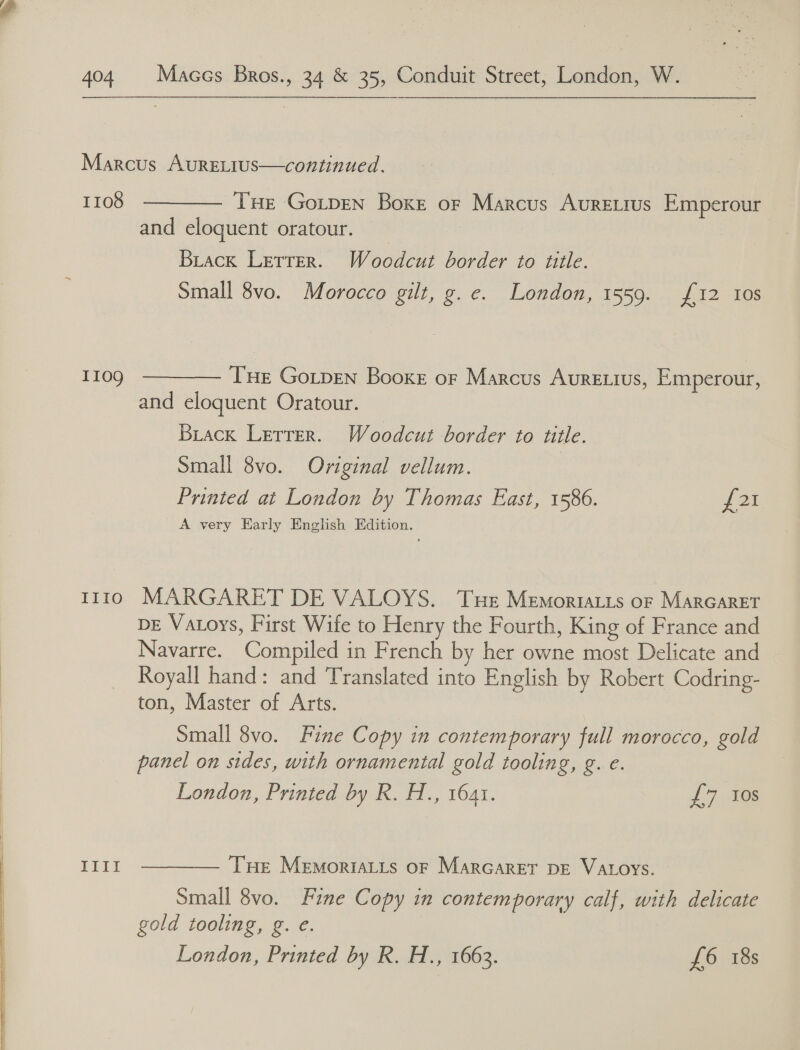 404 Maggs Bros., 34 & 35, Conduit Street, London, W.
Marcus Aurelius—continued.
1108 ——— The Golden Boke of Marcus Aurelius Emperour
and eloquent oratour.
Black Letter. Woodcut border to title.
Small 8vo. Morocco gilt, g. e. London, 1559. £12 10s
1109 ——— The Golden Booke of Marcus Aurelius, Emperour,
and eloquent Oratour.
Black Letter. Woodcut border to title.
Small 8vo. Original vellum.
Printed at London by Thomas East, 1586. £21
A very Early English Edition.
1110 MARGARET DE VALOYS. The Memorialls of Margaret
de Valoys, First Wife to Henry the Fourth, King of France and
Navarre. Compiled in French by her owne most Delicate and
Royall hand: and Translated into English by Robert Codring-
ton, Master of Arts.
Small 8vo. Fine Copy in contemporary full morocco, gold
panel on sides, with ornamental gold tooling, g. e.
London, Printed by R. H., 1641. £7 10s
1111 ——— The Memorialls of Margaret de Valoys.
Small 8vo. Fine Copy in contemporary calf, with delicate
gold tooling, g. e.
London, Printed by R. H., 1663. £6 18s